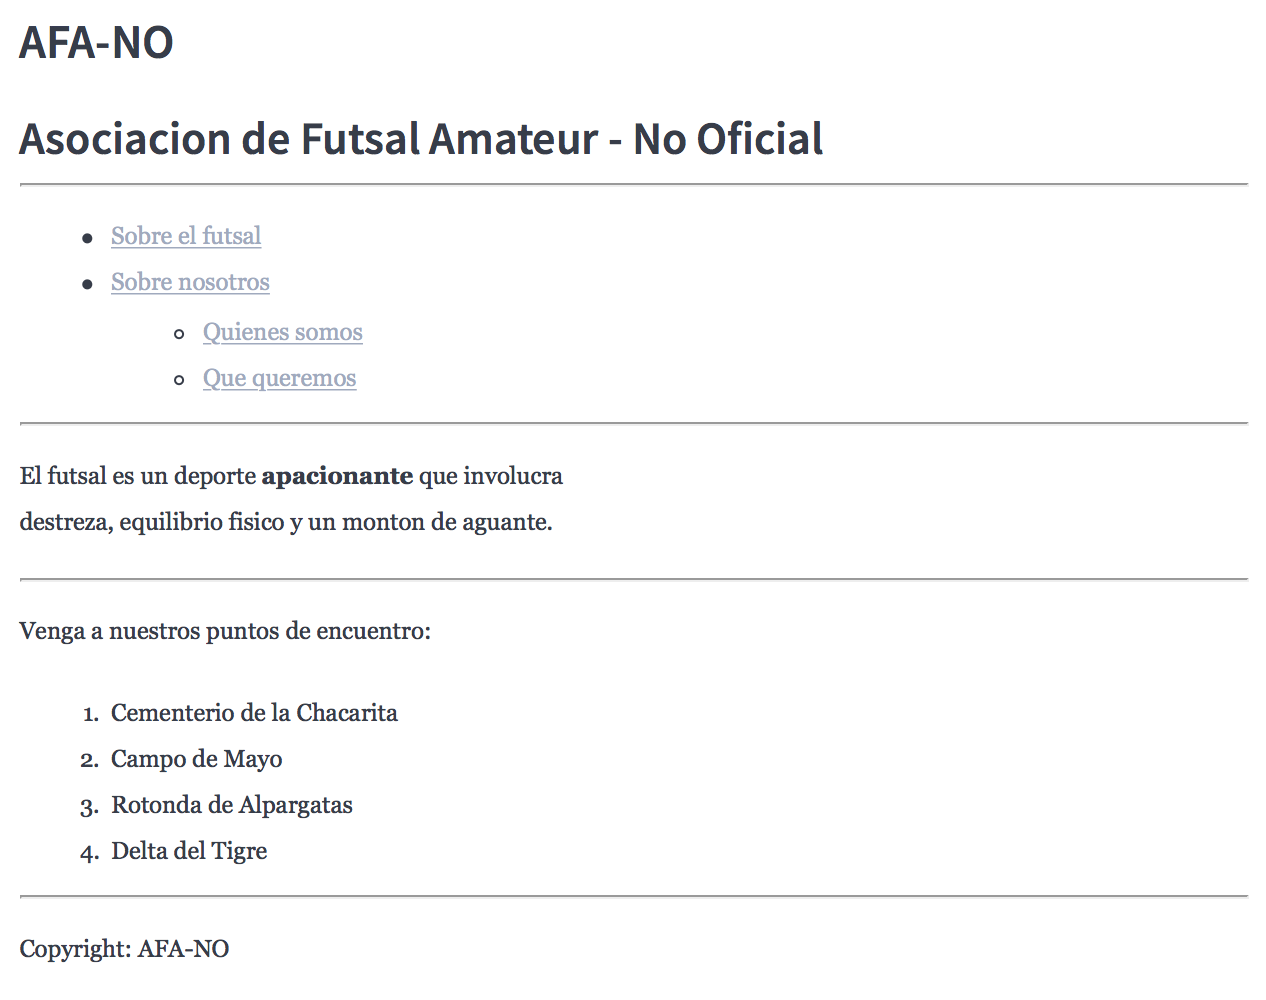 AFA-NO
Asociacion de Futsal Amateur - No Oficial
Sobre el futsal
Sobre nosotros
Quienes somos
Que queremos
El futsal es un deporte apacionante que involucra
destreza, equilibrio fisico y un monton de aguante.
Venga a nuestros puntos de encuentro:
1. Cementerio de la Chacarita
2. Campo de Mayo
3. Rotonda de Alpargatas
4. Delta del Tigre
Copyright: AFA-NO